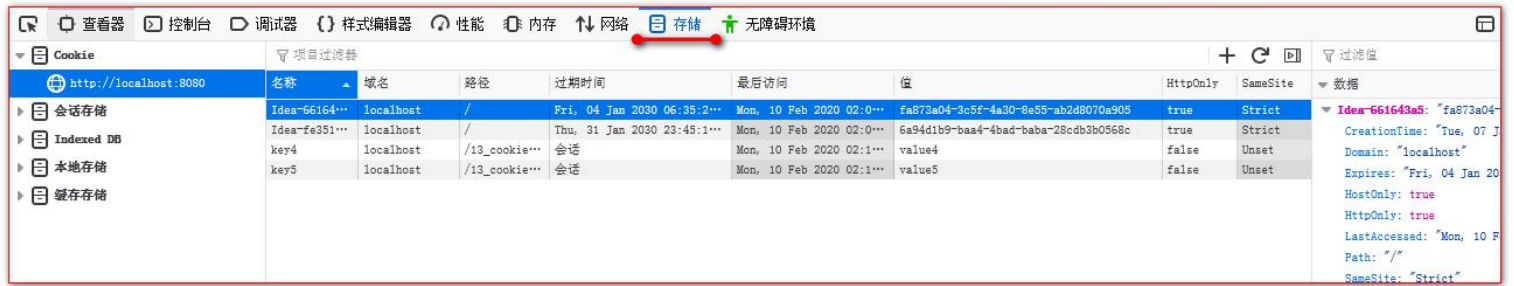 查看器 控制台 调试器 {} 样式编辑器 性能 内存 网络 存储 无障碍环境
Cookie 项目过滤器 过滤值
http://localhost:8080 名称 域名 路径 过期时间 最后访问 值 HttpOnly SameSite 数据
会话存储 Idea-66164… localhost / Fri, 04 Jan 2030 06:35:2… Mon, 10 Feb 2020 02:0… fa873a04-3c5f-4a30-8e55-ab2d8070a905 true Strict Idea-661643a5: "fa873a04-
Idea-fe351… localhost / Thu, 31 Jan 2030 23:45:1… Mon, 10 Feb 2020 02:0… 6a94d1b9-baa4-4bad-baba-28cdb3b0568c true Strict CreationTime: "Tue, 07 J
Indexed DB key4 localhost /13_cookie… 会话 Mon, 10 Feb 2020 02:1… value4 false Unset Domain: "localhost"
本地存储 key5 localhost /13_cookie… 会话 Mon, 10 Feb 2020 02:1… value5 false Unset Expires: "Fri, 04 Jan 20
缓存存储 HostOnly: true
HttpOnly: true
LastAccessed: "Mon, 10 F
Path: "/"
SameSite: "Strict"